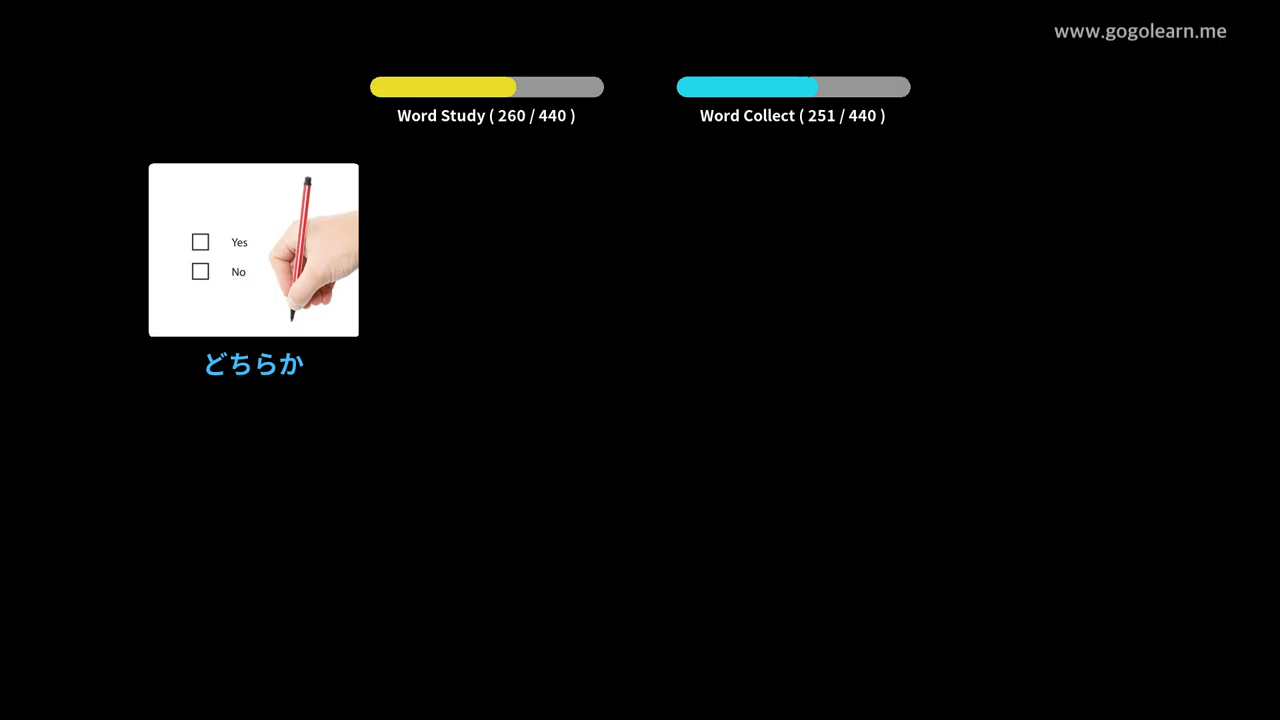 www.gogolearn.me
Word Study ( 260 / 440 )
Word Collect ( 251 / 440 )
Yes
No
どちらか